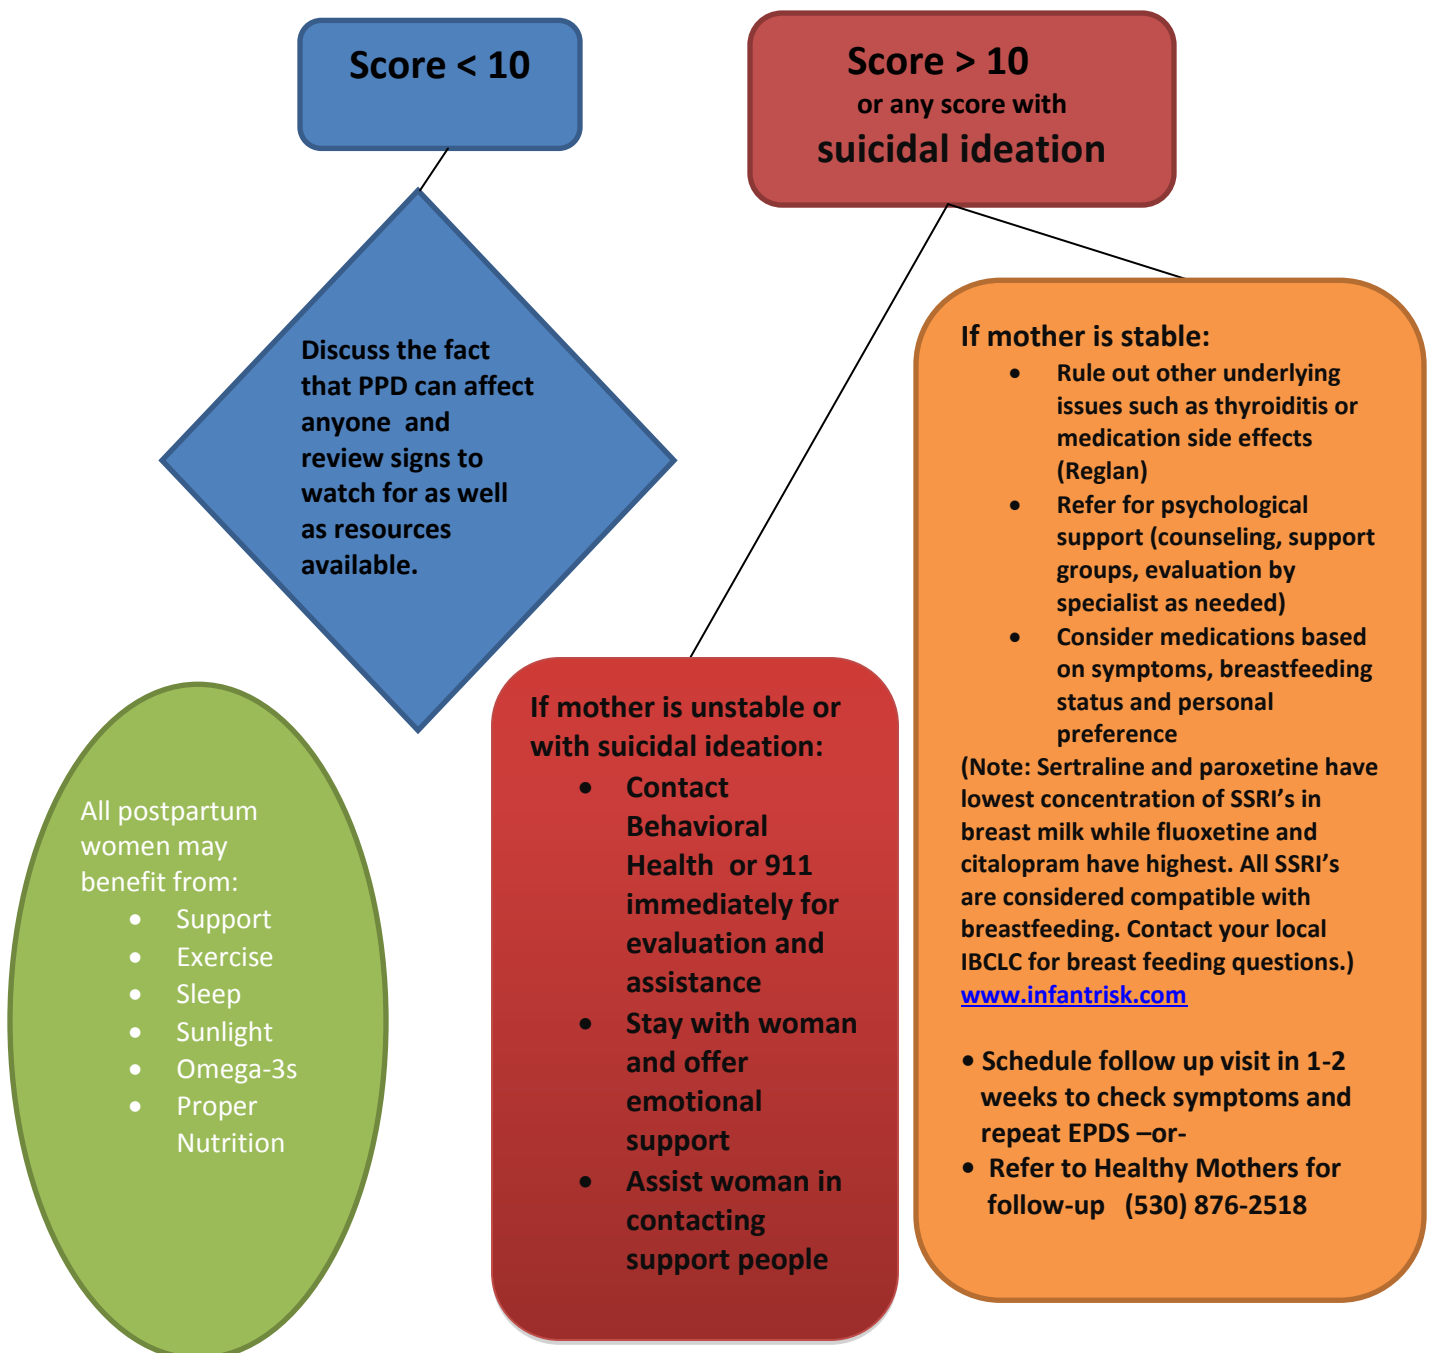 Score < 10
Score > 10
or any score with
suicidal ideation
Discuss the fact
that PPD can affect
anyone and
review signs to
watch for as well
as resources
available.
If mother is stable:
• Rule out other underlying
issues such as thyroiditis or
medication side effects
(Reglan)
• Refer for psychological
support (counseling, support
groups, evaluation by
specialist as needed)
• Consider medications based
on symptoms, breastfeeding
status and personal
preference
(Note: Sertraline and paroxetine have
lowest concentration of SSRI’s in
breast milk while fluoxetine and
citalopram have highest. All SSRI’s
are considered compatible with
breastfeeding. Contact your local
IBCLC for breast feeding questions.)
www.infantrisk.com
• Schedule follow up visit in 1-2
weeks to check symptoms and
repeat EPDS –or-
• Refer to Healthy Mothers for
follow-up (530) 876-2518
If mother is unstable or
with suicidal ideation:
• Contact
Behavioral
Health or 911
immediately for
evaluation and
assistance
• Stay with woman
and offer
emotional
support
• Assist woman in
contacting
support people
All postpartum
women may
benefit from:
• Support
• Exercise
• Sleep
• Sunlight
• Omega-3s
• Proper
Nutrition